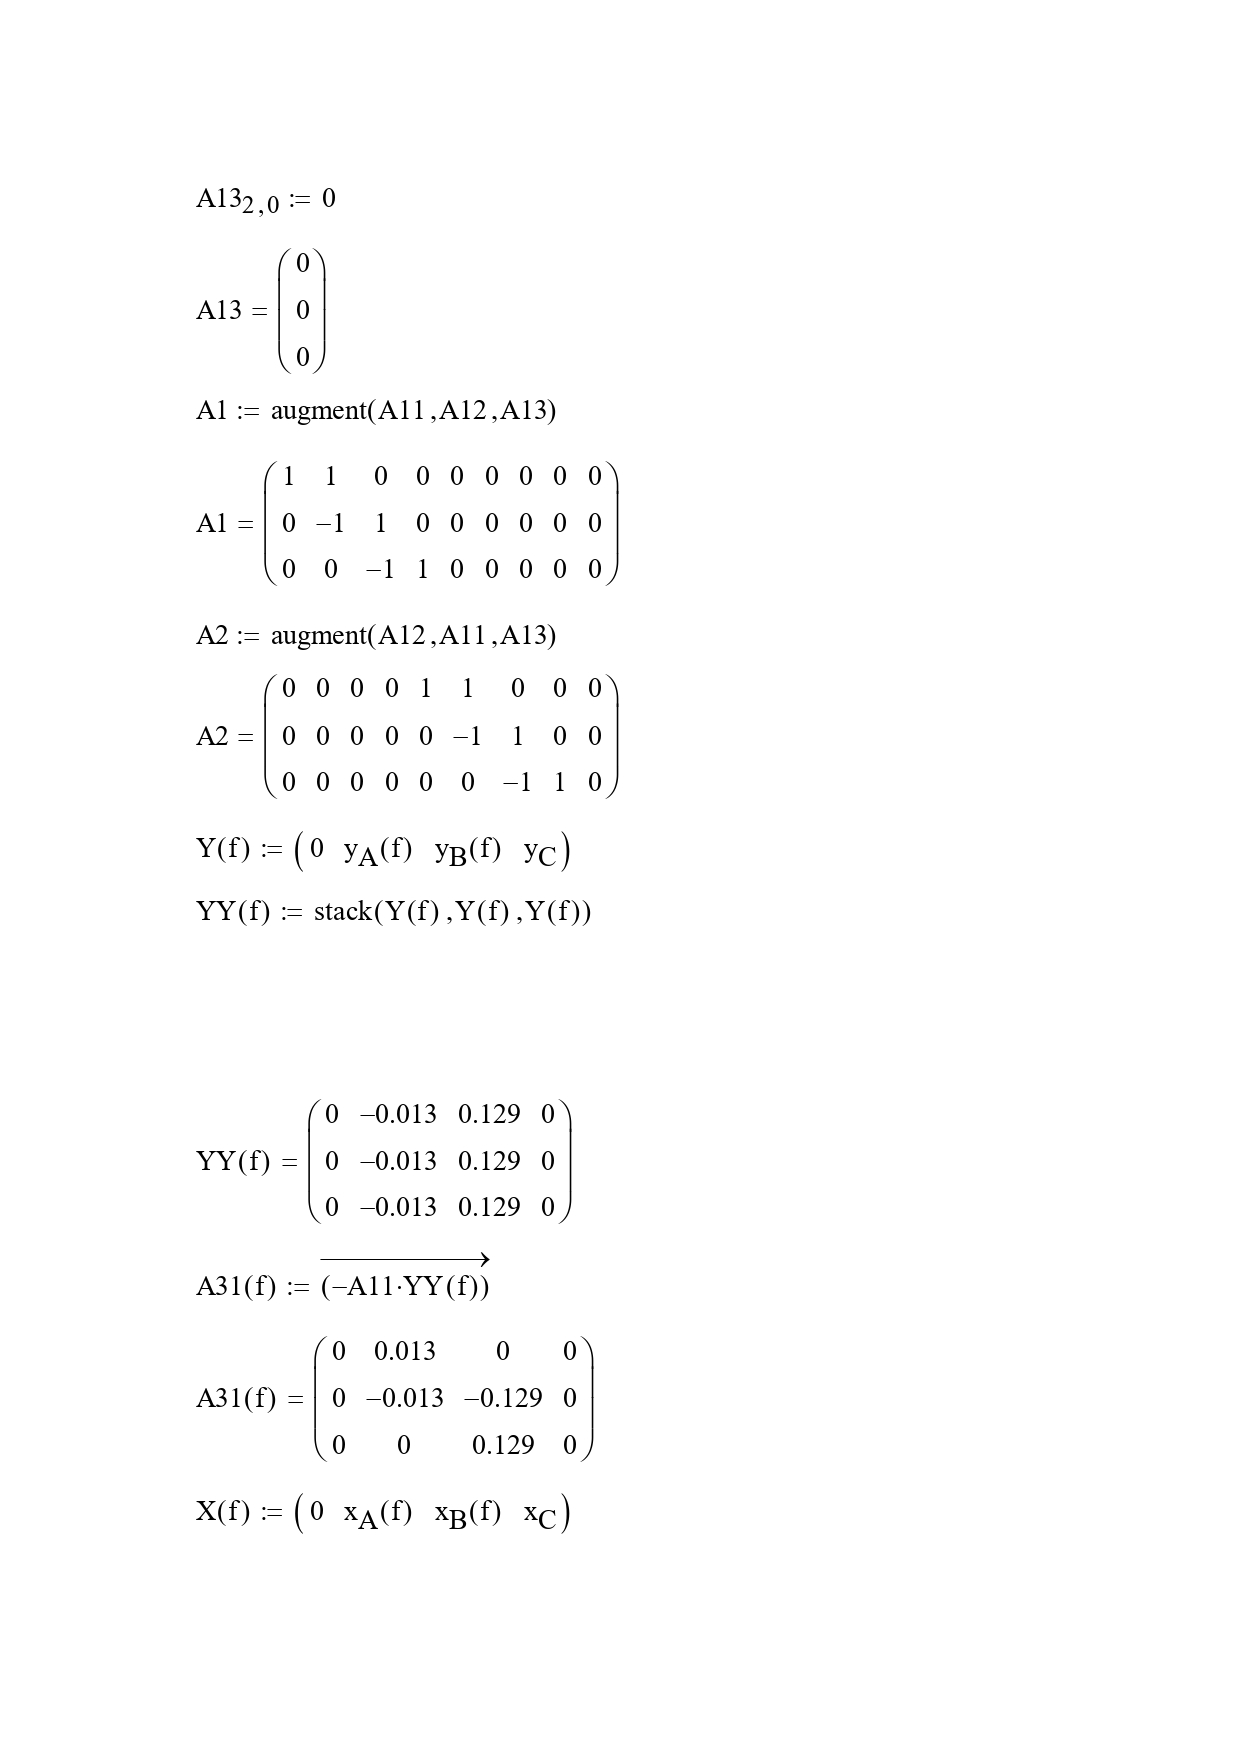 A13₂,₀ := 0
A13 = ( 0
0
0 )
A1 := augment(A11 ,A12 ,A13)
A1 = ( 1 1 0 0 0 0 0 0 0
0 −1 1 0 0 0 0 0 0
0 0 −1 1 0 0 0 0 0 )
A2 := augment(A12 ,A11 ,A13)
A2 = ( 0 0 0 0 1 1 0 0 0
0 0 0 0 0 −1 1 0 0
0 0 0 0 0 0 −1 1 0 )
Y(f) := ( 0 y_A(f) y_B(f) y_C )
YY(f) := stack(Y(f) ,Y(f) ,Y(f))
YY(f) = ( 0 −0.013 0.129 0
0 −0.013 0.129 0
0 −0.013 0.129 0 )
A31(f) := (−A11·YY(f))
A31(f) = ( 0 0.013 0 0
0 −0.013 −0.129 0
0 0 0.129 0 )
X(f) := ( 0 x_A(f) x_B(f) x_C )